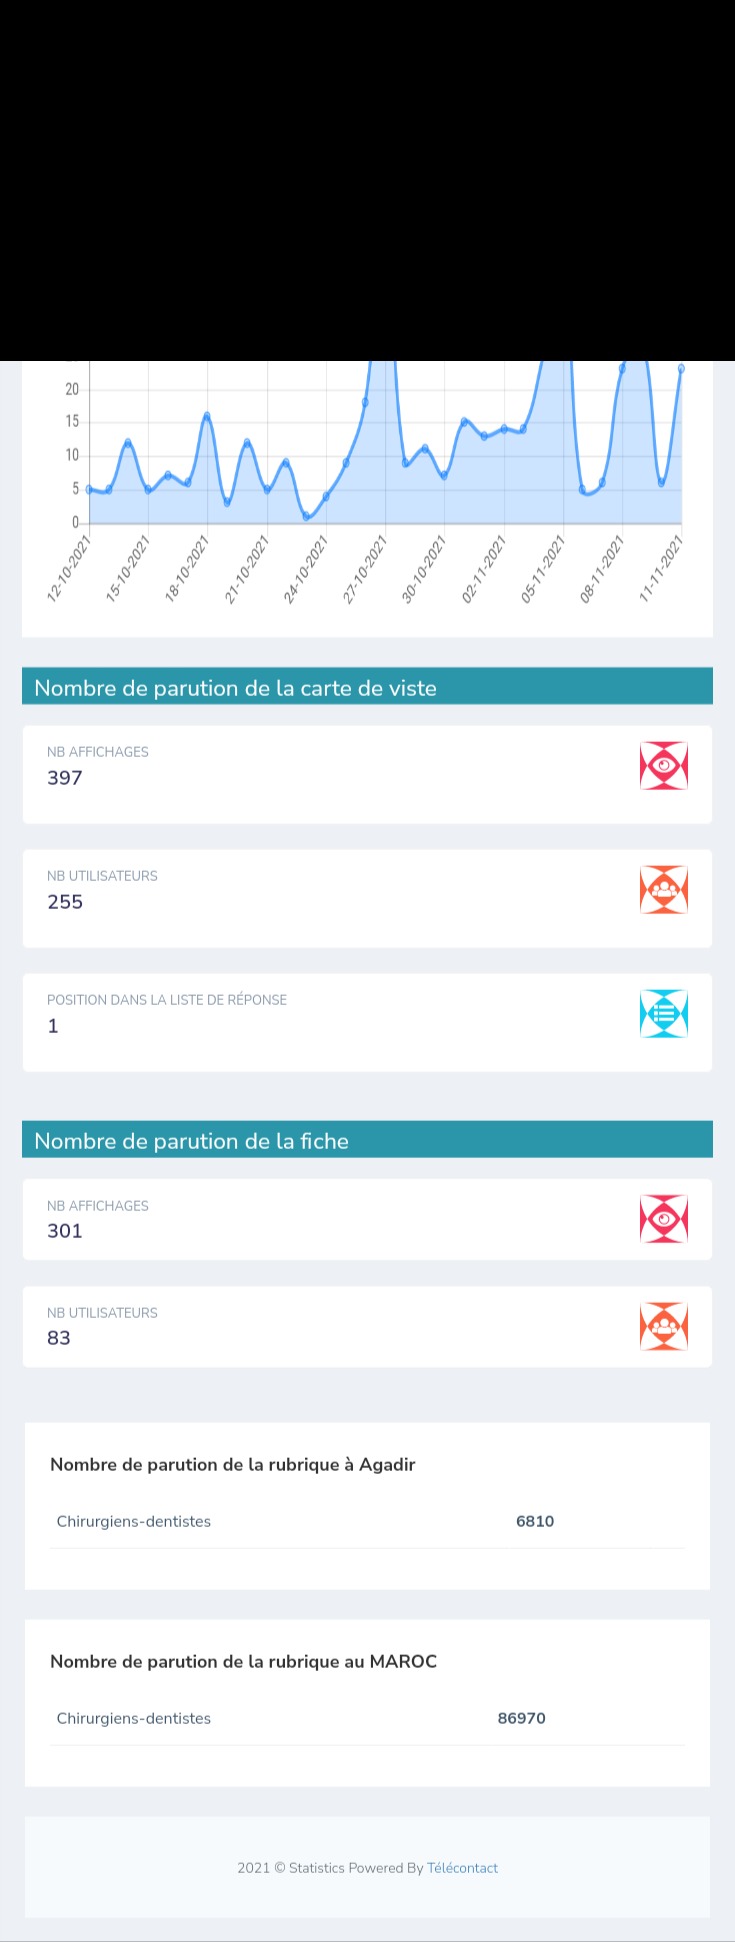 20
15
10
5
0
12-10-2021
15-10-2021
18-10-2021
21-10-2021
24-10-2021
27-10-2021
30-10-2021
02-11-2021
05-11-2021
08-11-2021
11-11-2021
Nombre de parution de la carte de viste
NB AFFICHAGES
397
NB UTILISATEURS
255
POSITION DANS LA LISTE DE RÉPONSE
1
Nombre de parution de la fiche
NB AFFICHAGES
301
NB UTILISATEURS
83
Nombre de parution de la rubrique à Agadir
Chirurgiens-dentistes 6810
Nombre de parution de la rubrique au MAROC
Chirurgiens-dentistes 86970
2021 © Statistics Powered By Télécontact